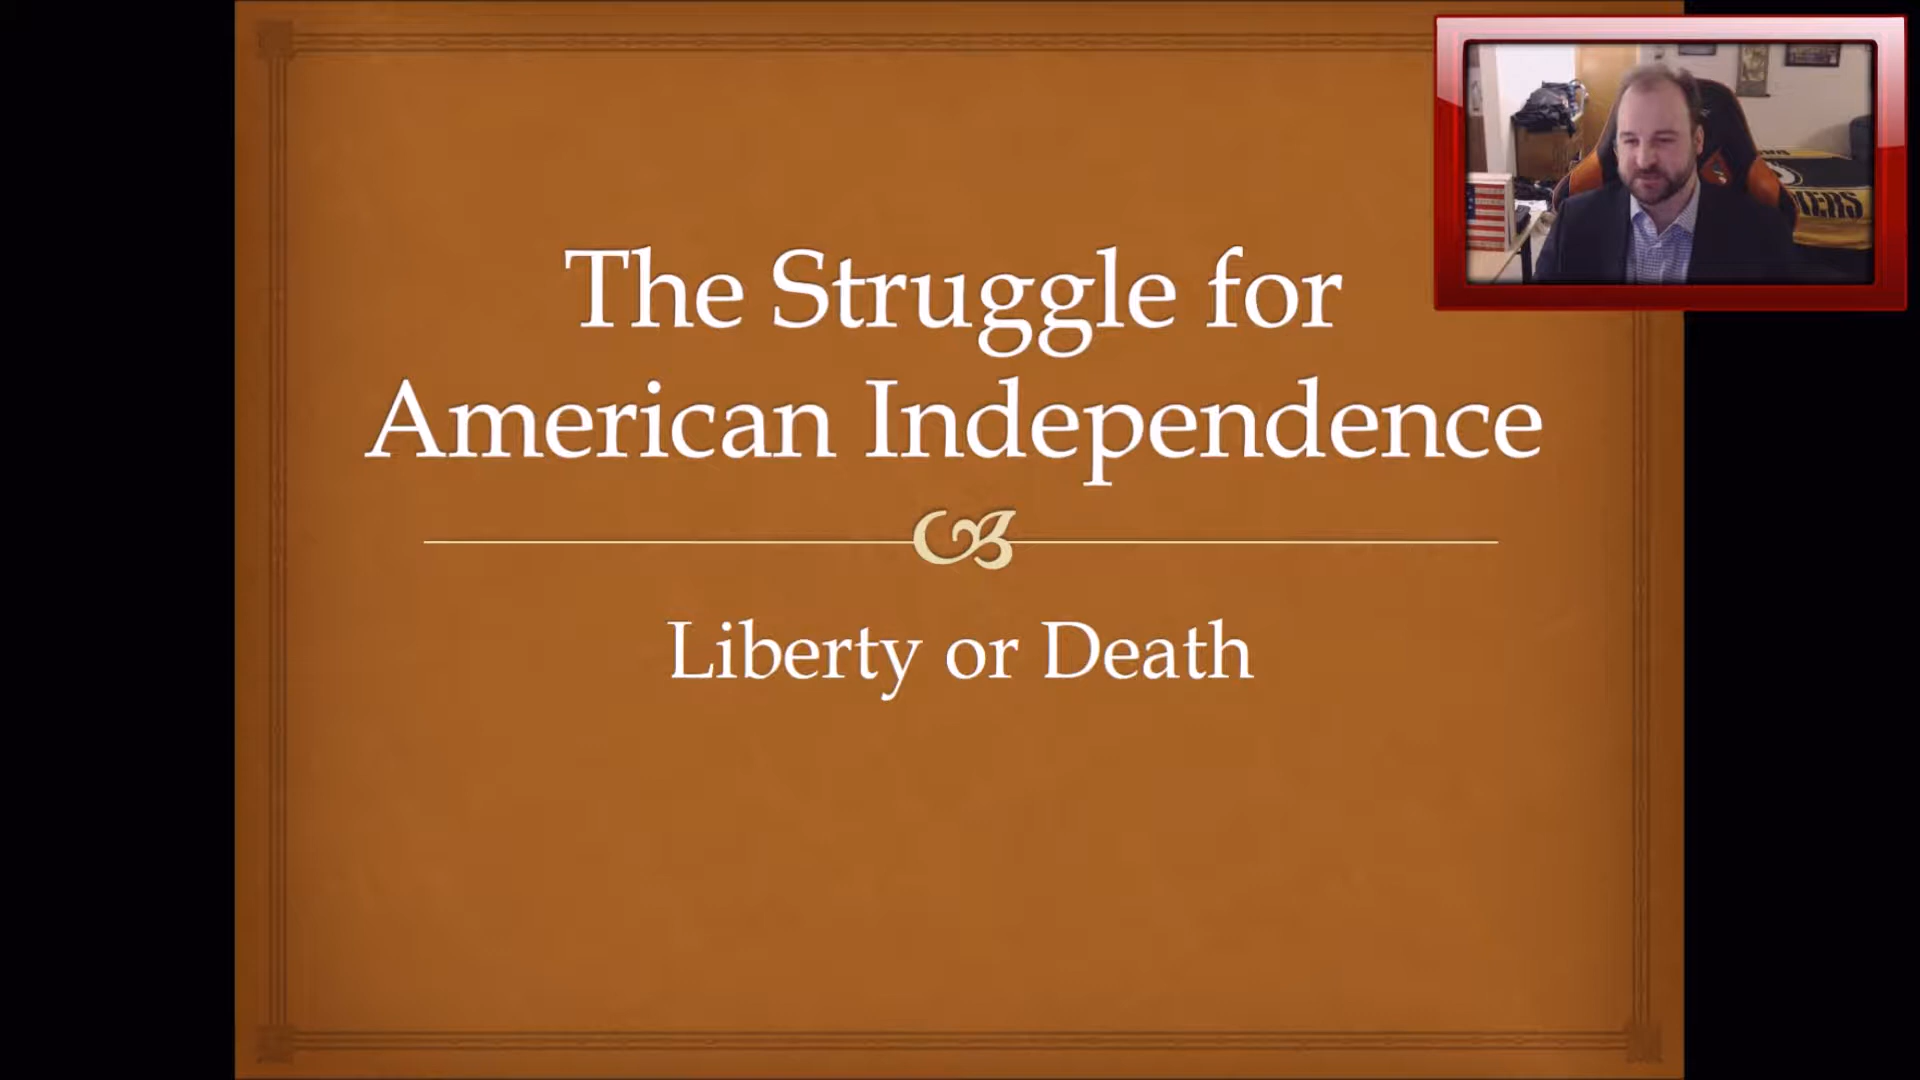 The Struggle for
American Independence
Liberty or Death